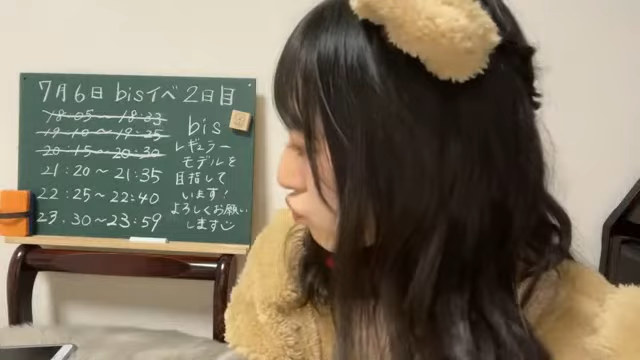 7月6日 bisイベ 2日目
18:05〜18:33
19:10〜19:25
20:15〜20:30
21:20〜21:35
22:25〜22:40
23.30〜23:59
bis
レギュラー
モデルを
目指して
います!
よろしくお願い
します